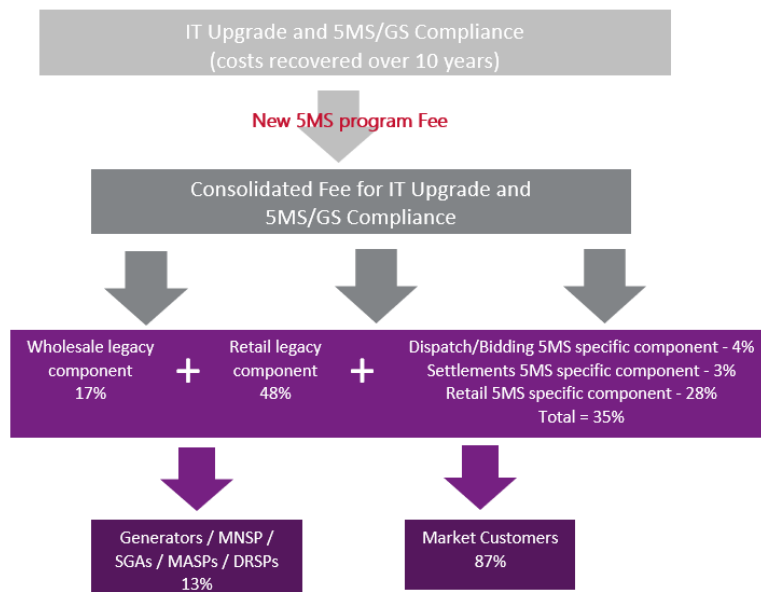 IT Upgrade and 5MS/GS Compliance
(costs recovered over 10 years)
New 5MS program Fee
Consolidated Fee for IT Upgrade and
5MS/GS Compliance
Wholesale legacy
component
17%
+
Retail legacy
component
48%
+
Dispatch/Bidding 5MS specific component - 4%
Settlements 5MS specific component - 3%
Retail 5MS specific component - 28%
Total = 35%
Generators / MNSP /
SGAs / MASPs / DRSPs
13%
Market Customers
87%